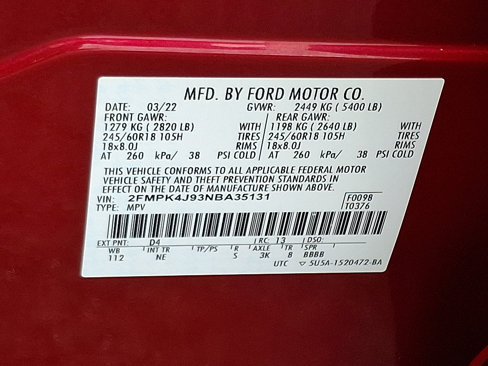 MFD. BY FORD MOTOR CO.
DATE: 03/22 GVWR: 2449 KG ( 5400 LB)
FRONT GAWR: REAR GAWR:
1279 KG ( 2820 LB) WITH 1198 KG ( 2640 LB) WITH
245/60R18 105H TIRES 245/60R18 105H TIRES
18x8.0J RIMS 18x8.0J RIMS
AT 260 kPa/ 38 PSI COLD AT 260 kPa/ 38 PSI COLD
THIS VEHICLE CONFORMS TO ALL APPLICABLE FEDERAL MOTOR
VEHICLE SAFETY AND THEFT PREVENTION STANDARDS IN
EFFECT ON THE DATE OF MANUFACTURE SHOWN ABOVE.
VIN: 2FMPK4J93NBA35131 F0098
TYPE: MPV T0376
EXT PNT: D4 RC: 13 DSO:
WB INT TR TP/PS R AXLE TR SPR
112 NE S 3K 8 BBBB
UTC ▽ 5U5A-1520472-BA